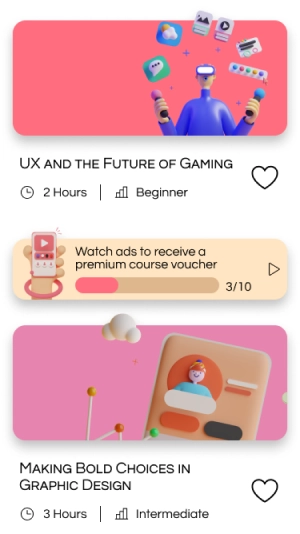 UX and the Future of Gaming
2 Hours | Beginner
Watch ads to receive a
premium course voucher
3/10
Making Bold Choices in
Graphic Design
3 Hours | Intermediate